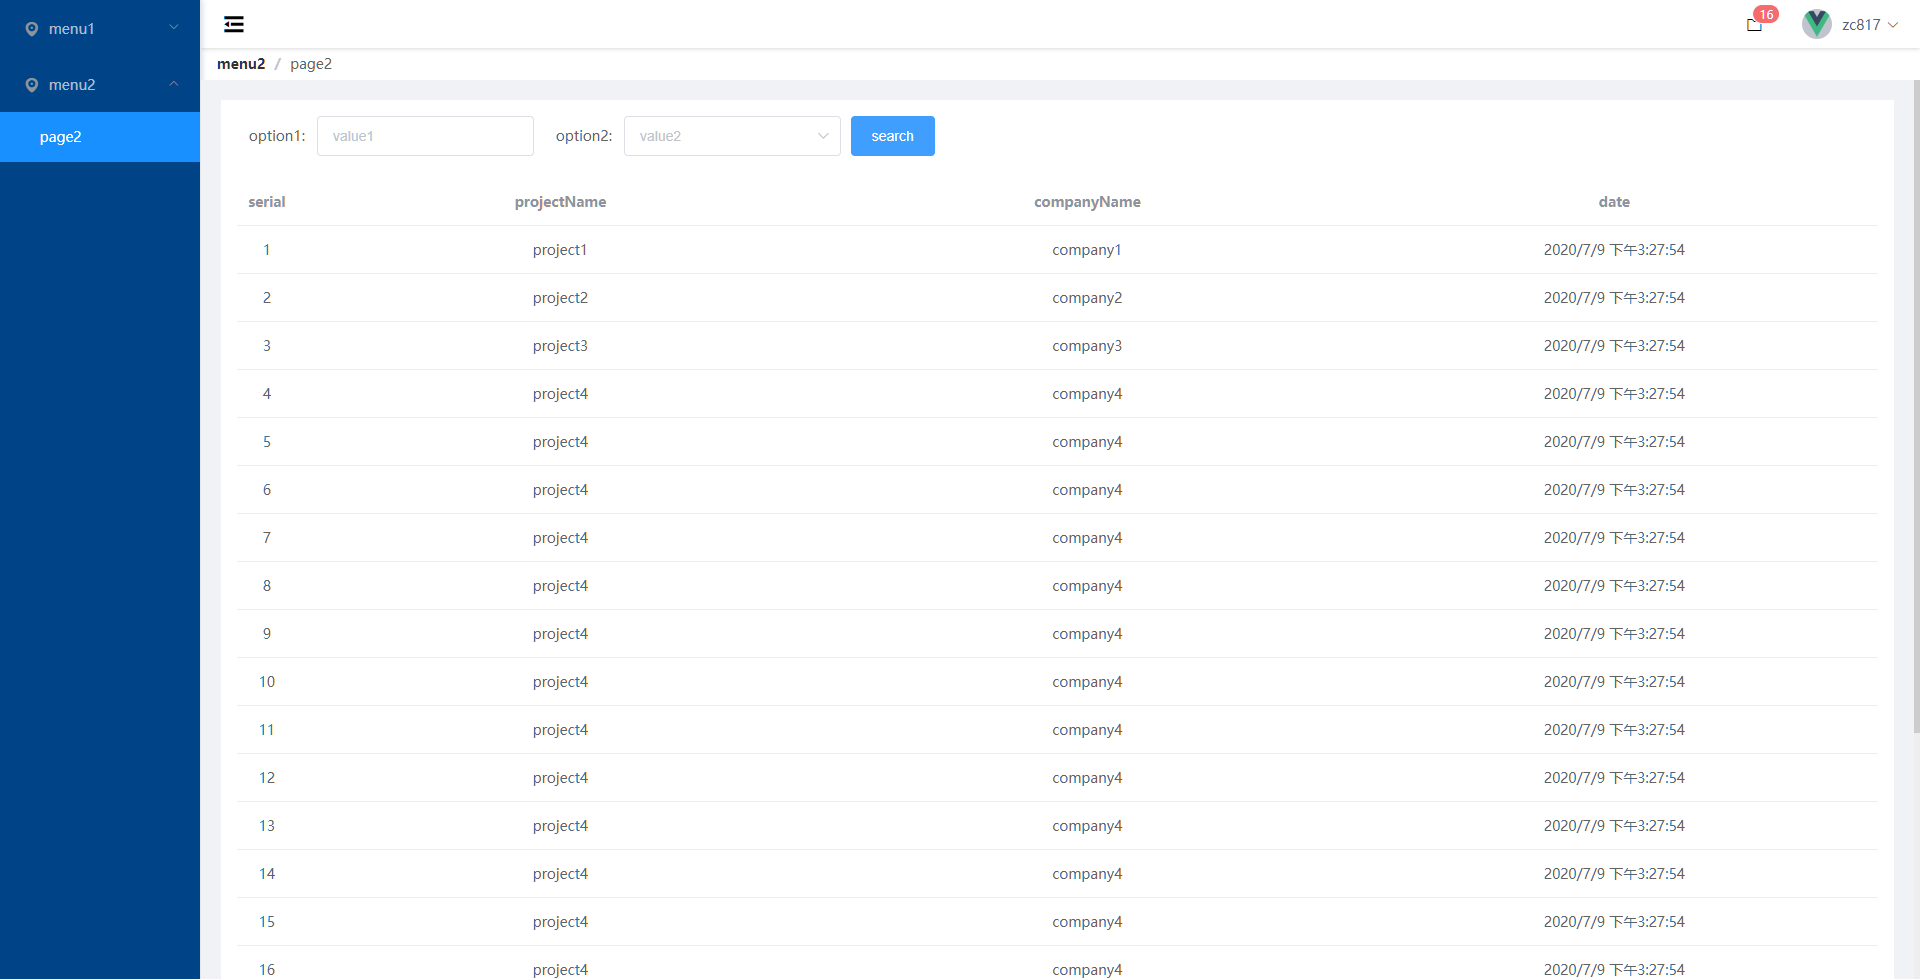 menu1
menu2
page2
16
zc817
menu2 / page2
option1: value1 option2: value2 search
serial projectName companyName date
1 project1 company1 2020/7/9 下午3:27:54
2 project2 company2 2020/7/9 下午3:27:54
3 project3 company3 2020/7/9 下午3:27:54
4 project4 company4 2020/7/9 下午3:27:54
5 project4 company4 2020/7/9 下午3:27:54
6 project4 company4 2020/7/9 下午3:27:54
7 project4 company4 2020/7/9 下午3:27:54
8 project4 company4 2020/7/9 下午3:27:54
9 project4 company4 2020/7/9 下午3:27:54
10 project4 company4 2020/7/9 下午3:27:54
11 project4 company4 2020/7/9 下午3:27:54
12 project4 company4 2020/7/9 下午3:27:54
13 project4 company4 2020/7/9 下午3:27:54
14 project4 company4 2020/7/9 下午3:27:54
15 project4 company4 2020/7/9 下午3:27:54
16 project4 company4 2020/7/9 下午3:27:54